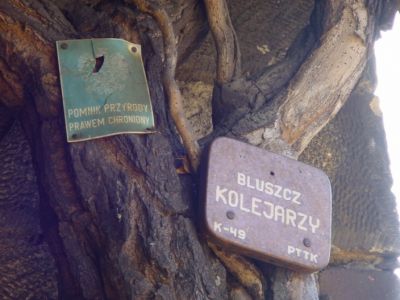 POMNIK PRZYRODY
PRAWEM CHRONIONY
BLUSZCZ
KOLEJARZY
K-49 PTTK